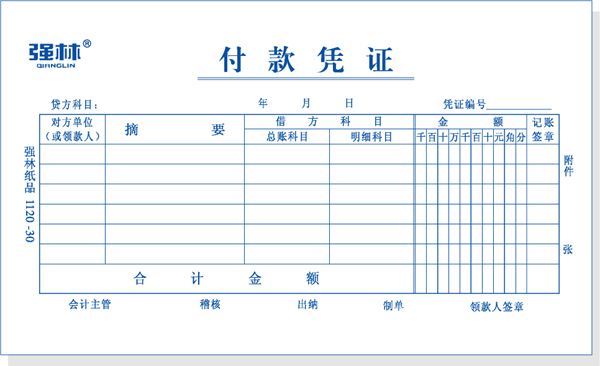 强林®
QIANGLIN
付款凭证
贷方科目： 年 月 日 凭证编号
对方单位（或领款人） 摘要 借方科目 金额 记账签章
总账科目 明细科目 千百十万千百十元角分
合计金额
会计主管 稽核 出纳 制单 领款人签章
强林纸品 1120-30
附件 张